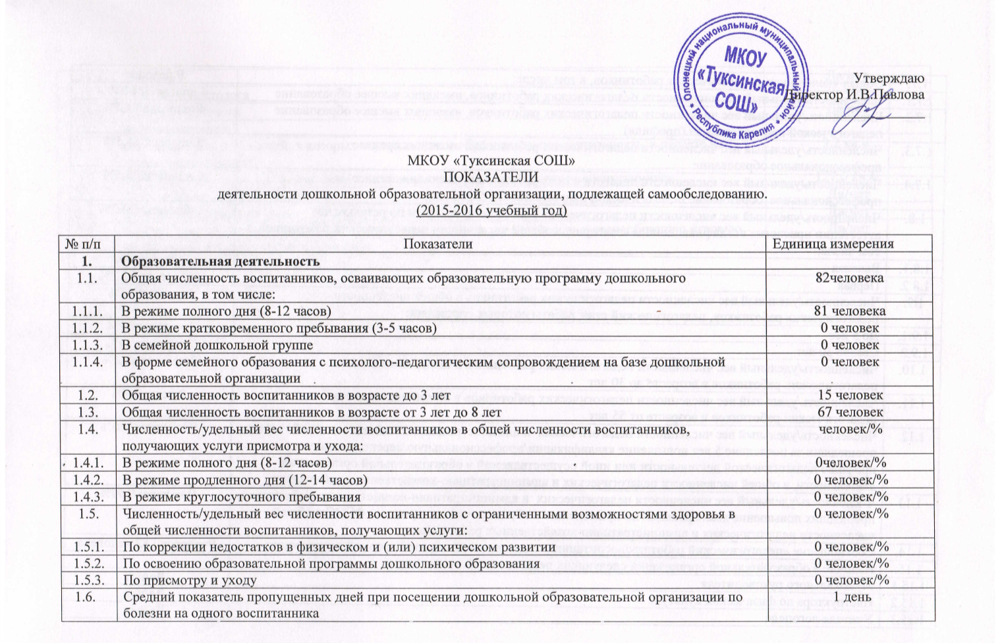 Олонецкий национальный муниципальный район
* Республика Карелия *
МКОУ
«Туксинская
СОШ»
Утверждаю
Директор И.В.Павлова
МКОУ «Туксинская СОШ»
ПОКАЗАТЕЛИ
деятельности дошкольной образовательной организации, подлежащей самообследованию.
(2015-2016 учебный год)
№ п/п Показатели Единица измерения
1. Образовательная деятельность
1.1. Общая численность воспитанников, осваивающих образовательную программу дошкольного 82человека
образования, в том числе:
1.1.1. В режиме полного дня (8-12 часов) 81 человека
1.1.2. В режиме кратковременного пребывания (3-5 часов) 0 человек
1.1.3. В семейной дошкольной группе 0 человек
1.1.4. В форме семейного образования с психолого-педагогическим сопровождением на базе дошкольной 0 человек
образовательной организации
1.2. Общая численность воспитанников в возрасте до 3 лет 15 человек
1.3. Общая численность воспитанников в возрасте от 3 лет до 8 лет 67 человек
1.4. Численность/удельный вес численности воспитанников в общей численности воспитанников, человек/%
получающих услуги присмотра и ухода:
1.4.1. В режиме полного дня (8-12 часов) 0человек/%
1.4.2. В режиме продленного дня (12-14 часов) 0 человек/%
1.4.3. В режиме круглосуточного пребывания 0 человек/%
1.5. Численность/удельный вес численности воспитанников с ограниченными возможностями здоровья в 0 человек/%
общей численности воспитанников, получающих услуги:
1.5.1. По коррекции недостатков в физическом и (или) психическом развитии 0 человек/%
1.5.2. По освоению образовательной программы дошкольного образования 0 человек/%
1.5.3. По присмотру и уходу 0 человек/%
1.6. Средний показатель пропущенных дней при посещении дошкольной образовательной организации по 1 день
болезни на одного воспитанника